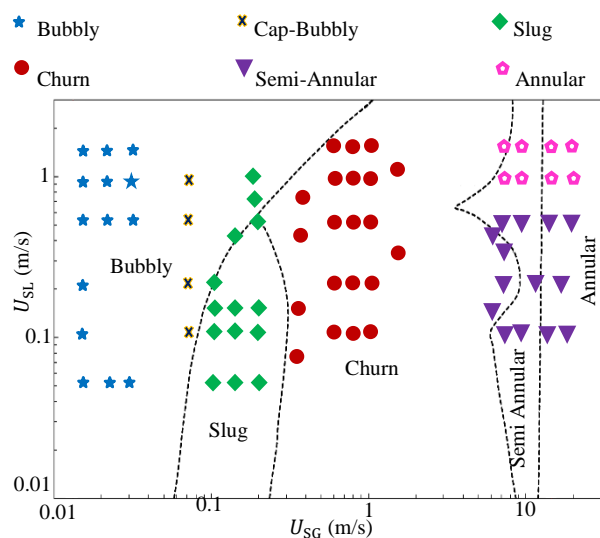 Bubbly Cap-Bubbly Slug
Churn Semi-Annular Annular
1
U_SL (m/s)
Bubbly
Annular
0.1
Churn
Slug
Semi Annular
0.01
0.01 0.1 1 10
U_SG (m/s)